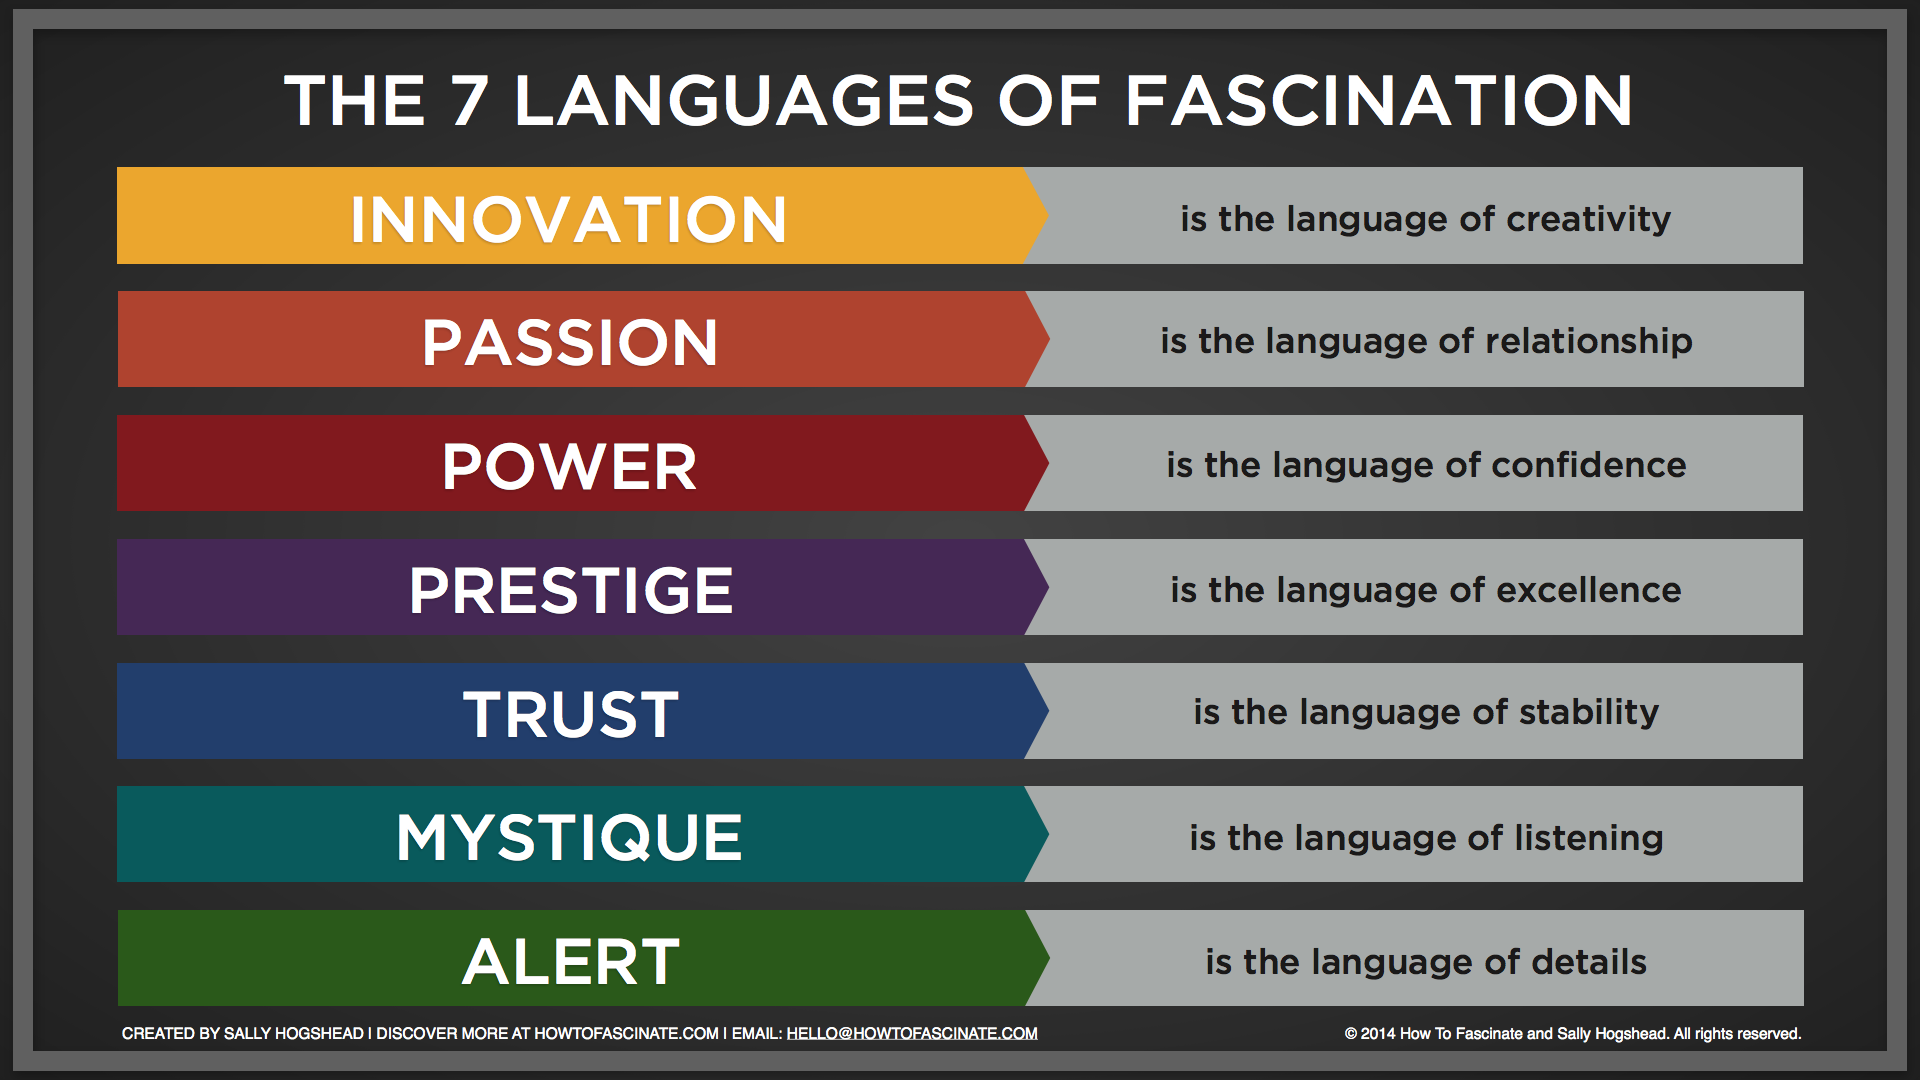 THE 7 LANGUAGES OF FASCINATION
INNOVATION is the language of creativity
PASSION is the language of relationship
POWER is the language of confidence
PRESTIGE is the language of excellence
TRUST is the language of stability
MYSTIQUE is the language of listening
ALERT is the language of details
CREATED BY SALLY HOGSHEAD | DISCOVER MORE AT HOWTOFASCINATE.COM | EMAIL: HELLO@HOWTOFASCINATE.COM
© 2014 How To Fascinate and Sally Hogshead. All rights reserved.